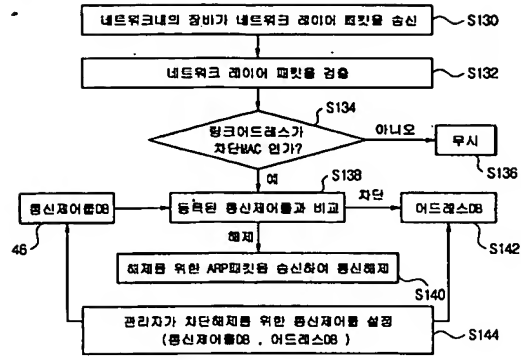 네트워크내의 장비가 네트워크 레이어 패킷을 송신
S130
네트워크 레이어 패킷을 검출
S132
S134
링크어드레스가
차단MAC 인가?
아니오
무시
S136
예
S138
통신제어룰DB
46
등록된 통신제어룰과 비교
차단
어드레스DB
S142
해제
해제를 위한 ARP패킷을 송신하여 통신해제
S140
관리자가 차단해제를 위한 통신제어룰 설정
(통신제어룰DB , 어드레스DB )
S144